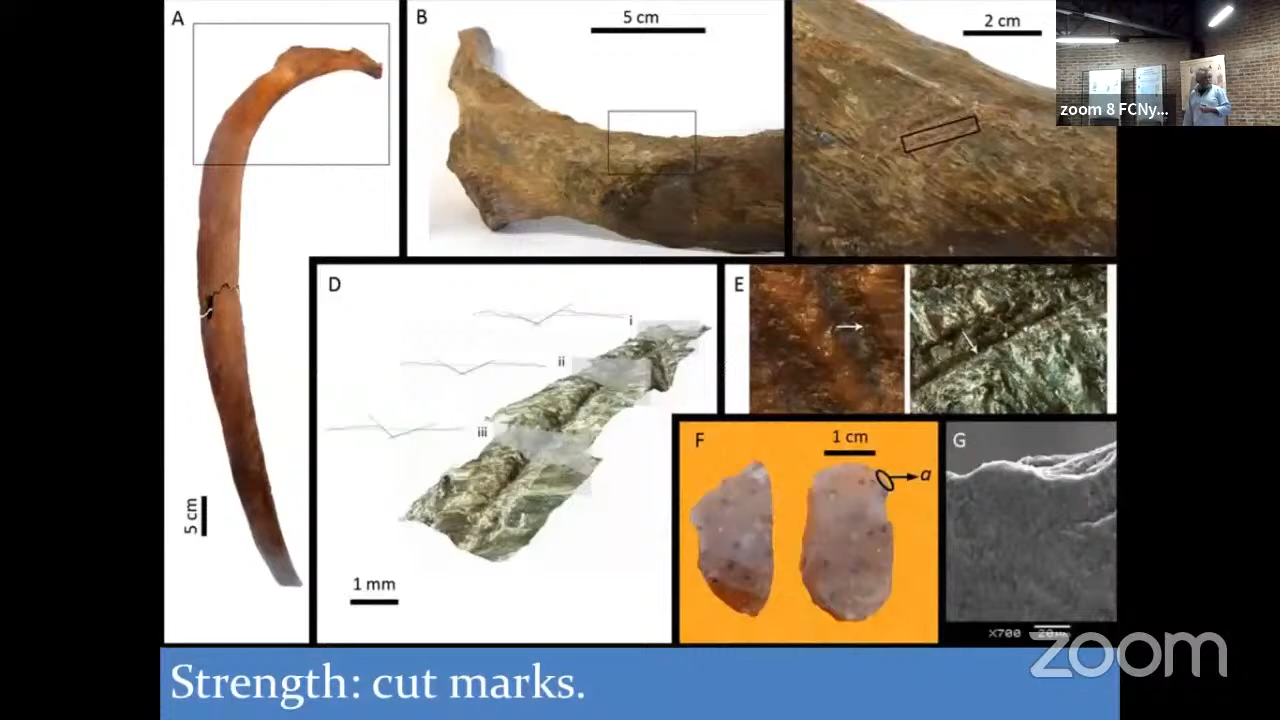 A
B
5 cm
2 cm
zoom 8 FCNy...
D
i
ii
iii
1 mm
5 cm
E
F
1 cm
a
G
X700 20μ
zoom
Strength: cut marks.